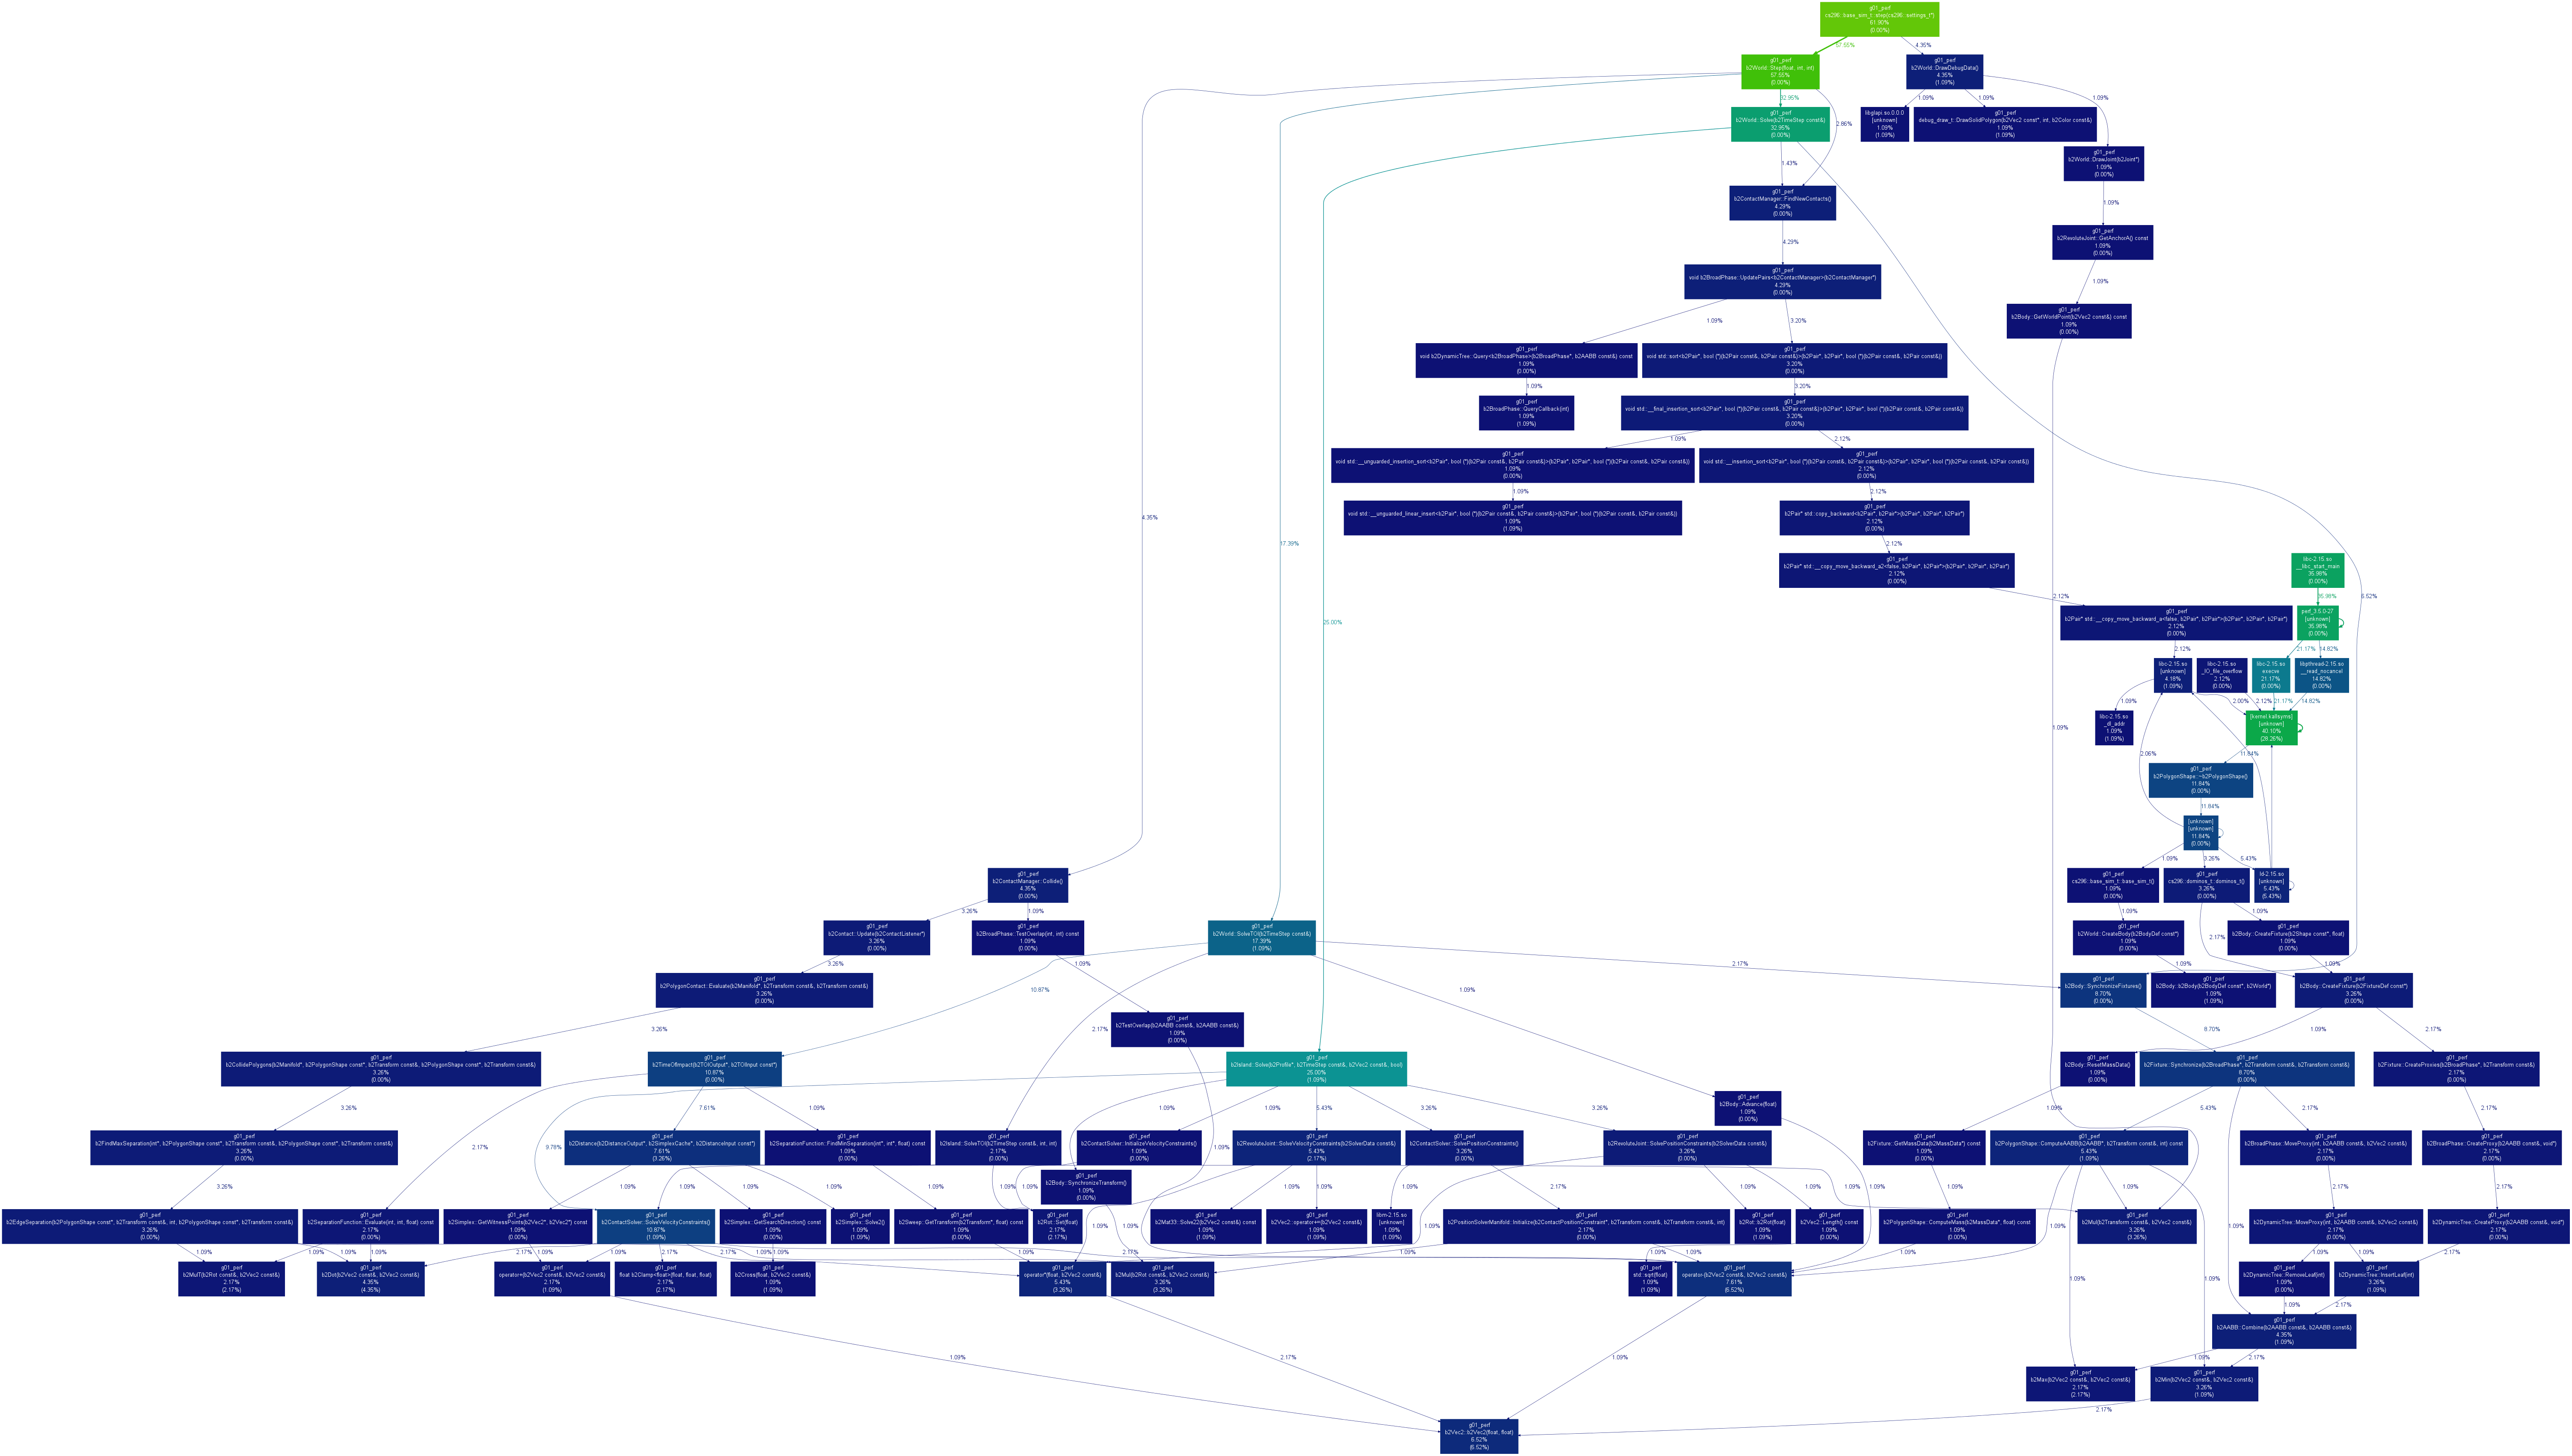 g01_perf
cs296::base_sim_t::step(cs296::settings_t*)
61.90%
(0.00%)
57.55%
4.35%
g01_perf
b2World::Step(float, int, int)
57.55%
(0.00%)
g01_perf
b2World::DrawDebugData()
4.35%
(1.09%)
32.95%
2.86%
1.09%
1.09%
1.09%
g01_perf
b2World::Solve(b2TimeStep const&)
32.95%
(0.00%)
libglapi.so.0.0.0
[unknown]
1.09%
(1.09%)
g01_perf
debug_draw_t::DrawSolidPolygon(b2Vec2 const*, int, b2Color const&)
1.09%
(1.09%)
g01_perf
b2World::DrawJoint(b2Joint*)
1.09%
(0.00%)
1.43%
1.09%
g01_perf
b2ContactManager::FindNewContacts()
4.29%
(0.00%)
g01_perf
b2RevoluteJoint::GetAnchorA() const
1.09%
(0.00%)
4.29%
1.09%
g01_perf
void b2BroadPhase::UpdatePairs<b2ContactManager>(b2ContactManager*)
4.29%
(0.00%)
g01_perf
b2Body::GetWorldPoint(b2Vec2 const&) const
1.09%
(0.00%)
1.09%
3.20%
g01_perf
void b2DynamicTree::Query<b2BroadPhase>(b2BroadPhase*, b2AABB const&) const
1.09%
(0.00%)
g01_perf
void std::sort<b2Pair*, bool (*)(b2Pair const&, b2Pair const&)>(b2Pair*, b2Pair*, bool (*)(b2Pair const&, b2Pair const&))
3.20%
(0.00%)
1.09%
3.20%
g01_perf
b2BroadPhase::QueryCallback(int)
1.09%
(1.09%)
g01_perf
void std::__final_insertion_sort<b2Pair*, bool (*)(b2Pair const&, b2Pair const&)>(b2Pair*, b2Pair*, bool (*)(b2Pair const&, b2Pair const&))
3.20%
(0.00%)
1.09%
2.12%
g01_perf
void std::__unguarded_insertion_sort<b2Pair*, bool (*)(b2Pair const&, b2Pair const&)>(b2Pair*, b2Pair*, bool (*)(b2Pair const&, b2Pair const&))
1.09%
(0.00%)
g01_perf
void std::__insertion_sort<b2Pair*, bool (*)(b2Pair const&, b2Pair const&)>(b2Pair*, b2Pair*, bool (*)(b2Pair const&, b2Pair const&))
2.12%
(0.00%)
1.09%
2.12%
g01_perf
void std::__unguarded_linear_insert<b2Pair*, bool (*)(b2Pair const&, b2Pair const&)>(b2Pair*, bool (*)(b2Pair const&, b2Pair const&))
1.09%
(1.09%)
g01_perf
b2Pair* std::copy_backward<b2Pair*, b2Pair*>(b2Pair*, b2Pair*, b2Pair*)
2.12%
(0.00%)
4.35%
17.39%
2.12%
g01_perf
b2Pair* std::__copy_move_backward_a2<false, b2Pair*, b2Pair*>(b2Pair*, b2Pair*, b2Pair*)
2.12%
(0.00%)
libc-2.15.so
__libc_start_main
35.98%
(0.00%)
2.12%
35.98%
6.52%
g01_perf
b2Pair* std::__copy_move_backward_a<false, b2Pair*, b2Pair*>(b2Pair*, b2Pair*, b2Pair*)
2.12%
(0.00%)
perf_3.5.0-27
[unknown]
35.98%
(0.00%)
25.00%
2.12%
21.17%
14.82%
libc-2.15.so
[unknown]
4.18%
(1.09%)
libc-2.15.so
_IO_file_overflow
2.12%
(0.00%)
libc-2.15.so
execve
21.17%
(0.00%)
libpthread-2.15.so
__read_nocancel
14.82%
(0.00%)
1.09%
2.00%
2.12%
21.17%
14.82%
libc-2.15.so
_dl_addr
1.09%
(1.09%)
[kernel.kallsyms]
[unknown]
40.10%
(28.26%)
1.09%
2.06%
11.84%
g01_perf
b2PolygonShape::~b2PolygonShape()
11.84%
(0.00%)
11.84%
[unknown]
[unknown]
11.84%
(0.00%)
1.09%
3.26%
5.43%
g01_perf
b2ContactManager::Collide()
4.35%
(0.00%)
g01_perf
cs296::base_sim_t::base_sim_t()
1.09%
(0.00%)
g01_perf
cs296::dominos_t::dominos_t()
3.26%
(0.00%)
ld-2.15.so
[unknown]
5.43%
(5.43%)
3.26%
1.09%
1.09%
1.09%
2.17%
g01_perf
b2Contact::Update(b2ContactListener*)
3.26%
(0.00%)
g01_perf
b2BroadPhase::TestOverlap(int, int) const
1.09%
(0.00%)
g01_perf
b2World::SolveTOI(b2TimeStep const&)
17.39%
(1.09%)
g01_perf
b2World::CreateBody(b2BodyDef const*)
1.09%
(0.00%)
g01_perf
b2Body::CreateFixture(b2Shape const*, float)
1.09%
(0.00%)
3.26%
1.09%
2.17%
1.09%
1.09%
g01_perf
b2PolygonContact::Evaluate(b2Manifold*, b2Transform const&, b2Transform const&)
3.26%
(0.00%)
10.87%
1.09%
g01_perf
b2Body::SynchronizeFixtures()
8.70%
(0.00%)
g01_perf
b2Body::b2Body(b2BodyDef const*, b2World*)
1.09%
(1.09%)
g01_perf
b2Body::CreateFixture(b2FixtureDef const*)
3.26%
(0.00%)
3.26%
2.17%
g01_perf
b2TestOverlap(b2AABB const&, b2AABB const&)
1.09%
(0.00%)
8.70%
1.09%
2.17%
g01_perf
b2CollidePolygons(b2Manifold*, b2PolygonShape const*, b2Transform const&, b2PolygonShape const*, b2Transform const&)
3.26%
(0.00%)
g01_perf
b2TimeOfImpact(b2TOIOutput*, b2TOIInput const*)
10.87%
(0.00%)
g01_perf
b2Island::Solve(b2Profile*, b2TimeStep const&, b2Vec2 const&, bool)
25.00%
(1.09%)
g01_perf
b2Body::ResetMassData()
1.09%
(0.00%)
g01_perf
b2Fixture::Synchronize(b2BroadPhase*, b2Transform const&, b2Transform const&)
8.70%
(0.00%)
g01_perf
b2Fixture::CreateProxies(b2BroadPhase*, b2Transform const&)
2.17%
(0.00%)
g01_perf
b2Body::Advance(float)
1.09%
(0.00%)
3.26%
7.61%
1.09%
1.09%
1.09%
5.43%
3.26%
3.26%
1.09%
5.43%
2.17%
2.17%
g01_perf
b2FindMaxSeparation(int*, b2PolygonShape const*, b2Transform const&, b2PolygonShape const*, b2Transform const&)
3.26%
(0.00%)
2.17%
9.78%
g01_perf
b2Distance(b2DistanceOutput*, b2SimplexCache*, b2DistanceInput const*)
7.61%
(3.26%)
g01_perf
b2SeparationFunction::FindMinSeparation(int*, int*, float) const
1.09%
(0.00%)
g01_perf
b2Island::SolveTOI(b2TimeStep const&, int, int)
2.17%
(0.00%)
g01_perf
b2ContactSolver::InitializeVelocityConstraints()
1.09%
(0.00%)
1.09%
g01_perf
b2RevoluteJoint::SolveVelocityConstraints(b2SolverData const&)
5.43%
(2.17%)
g01_perf
b2ContactSolver::SolvePositionConstraints()
3.26%
(0.00%)
g01_perf
b2RevoluteJoint::SolvePositionConstraints(b2SolverData const&)
3.26%
(0.00%)
g01_perf
b2Fixture::GetMassData(b2MassData*) const
1.09%
(0.00%)
g01_perf
b2PolygonShape::ComputeAABB(b2AABB*, b2Transform const&, int) const
5.43%
(1.09%)
g01_perf
b2BroadPhase::MoveProxy(int, b2AABB const&, b2Vec2 const&)
2.17%
(0.00%)
g01_perf
b2BroadPhase::CreateProxy(b2AABB const&, void*)
2.17%
(0.00%)
3.26%
1.09%
1.09%
1.09%
1.09%
1.09%
1.09%
1.09%
g01_perf
b2Body::SynchronizeTransform()
1.09%
(0.00%)
1.09%
1.09%
1.09%
2.17%
1.09%
1.09%
1.09%
1.09%
1.09%
1.09%
2.17%
2.17%
g01_perf
b2EdgeSeparation(b2PolygonShape const*, b2Transform const&, int, b2PolygonShape const*, b2Transform const&)
3.26%
(0.00%)
g01_perf
b2SeparationFunction::Evaluate(int, int, float) const
2.17%
(0.00%)
g01_perf
b2Simplex::GetWitnessPoints(b2Vec2*, b2Vec2*) const
1.09%
(0.00%)
g01_perf
b2ContactSolver::SolveVelocityConstraints()
10.87%
(1.09%)
g01_perf
b2Simplex::GetSearchDirection() const
1.09%
(0.00%)
g01_perf
b2Simplex::Solve2()
1.09%
(1.09%)
g01_perf
b2Sweep::GetTransform(b2Transform*, float) const
1.09%
(0.00%)
g01_perf
b2Rot::Set(float)
2.17%
(2.17%)
g01_perf
b2Mat33::Solve22(b2Vec2 const&) const
1.09%
(1.09%)
g01_perf
b2Vec2::operator+=(b2Vec2 const&)
1.09%
(1.09%)
libm-2.15.so
[unknown]
1.09%
(1.09%)
g01_perf
b2PositionSolverManifold::Initialize(b2ContactPositionConstraint*, b2Transform const&, b2Transform const&, int)
2.17%
(0.00%)
g01_perf
b2Rot::b2Rot(float)
1.09%
(1.09%)
g01_perf
b2Vec2::Length() const
1.09%
(0.00%)
g01_perf
b2PolygonShape::ComputeMass(b2MassData*, float) const
1.09%
(0.00%)
g01_perf
b2Mul(b2Transform const&, b2Vec2 const&)
3.26%
(3.26%)
g01_perf
b2DynamicTree::MoveProxy(int, b2AABB const&, b2Vec2 const&)
2.17%
(0.00%)
g01_perf
b2DynamicTree::CreateProxy(b2AABB const&, void*)
2.17%
(0.00%)
1.09%
1.09%
1.09%
2.17%
1.09%
1.09%
2.17%
1.09%
2.17%
1.09%
1.09%
1.09%
1.09%
2.17%
1.09%
1.09%
1.09%
1.09%
1.09%
1.09%
1.09%
1.09%
1.09%
2.17%
g01_perf
b2MulT(b2Rot const&, b2Vec2 const&)
2.17%
(2.17%)
g01_perf
b2Dot(b2Vec2 const&, b2Vec2 const&)
4.35%
(4.35%)
g01_perf
operator+(b2Vec2 const&, b2Vec2 const&)
2.17%
(1.09%)
g01_perf
float b2Clamp<float>(float, float, float)
2.17%
(2.17%)
g01_perf
b2Cross(float, b2Vec2 const&)
1.09%
(1.09%)
g01_perf
operator*(float, b2Vec2 const&)
5.43%
(3.26%)
g01_perf
b2Mul(b2Rot const&, b2Vec2 const&)
3.26%
(3.26%)
g01_perf
std::sqrt(float)
1.09%
(1.09%)
g01_perf
operator-(b2Vec2 const&, b2Vec2 const&)
7.61%
(6.52%)
g01_perf
b2DynamicTree::RemoveLeaf(int)
1.09%
(0.00%)
g01_perf
b2DynamicTree::InsertLeaf(int)
3.26%
(1.09%)
1.09%
1.09%
1.09%
2.17%
g01_perf
b2AABB::Combine(b2AABB const&, b2AABB const&)
4.35%
(1.09%)
1.09%
2.17%
1.09%
1.09%
2.17%
g01_perf
b2Max(b2Vec2 const&, b2Vec2 const&)
2.17%
(2.17%)
g01_perf
b2Min(b2Vec2 const&, b2Vec2 const&)
3.26%
(1.09%)
2.17%
g01_perf
b2Vec2::b2Vec2(float, float)
6.52%
(6.52%)